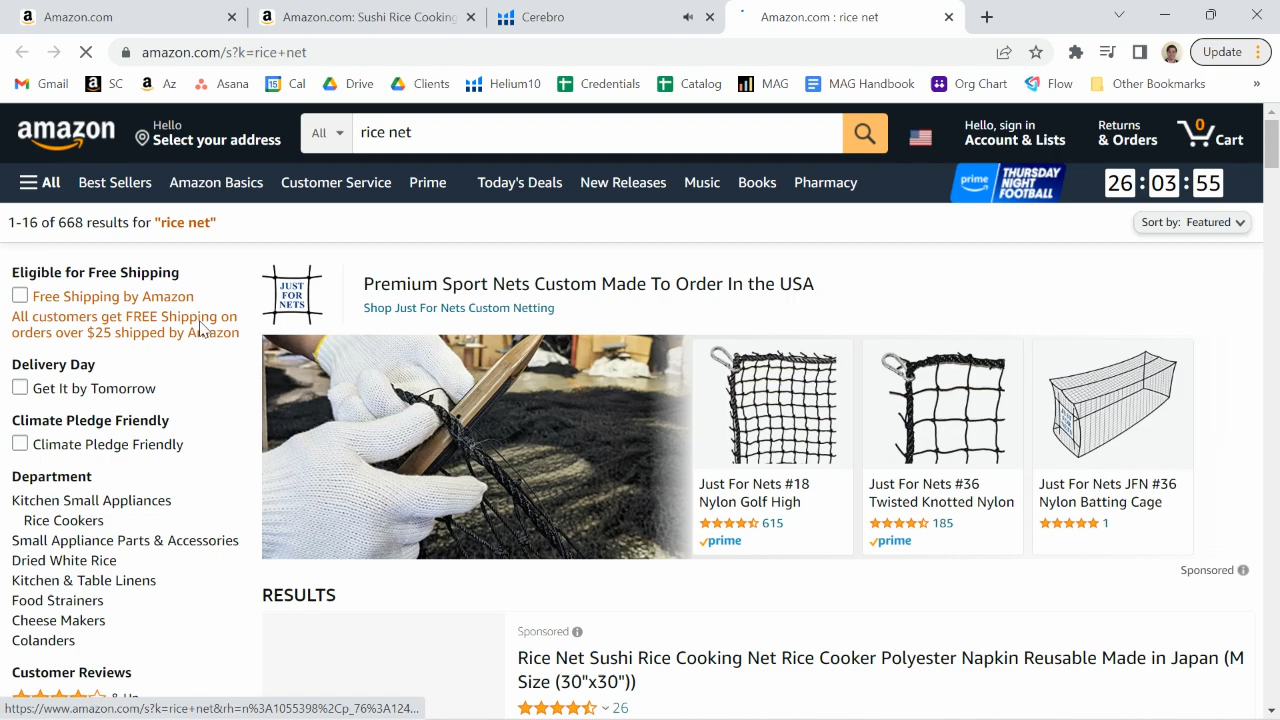 Amazon.com
Amazon.com: Sushi Rice Cooking
Cerebro
Amazon.com : rice net
amazon.com/s?k=rice+net
Update
Gmail
SC
Az
Asana
Cal
Drive
Clients
Helium10
Credentials
Catalog
MAG
MAG Handbook
Org Chart
Flow
Other Bookmarks
»
amazon
Hello
Select your address
All
rice net
Hello, sign in
Account & Lists
Returns
& Orders
0
Cart
All
Best Sellers
Amazon Basics
Customer Service
Prime
Today's Deals
New Releases
Music
Books
Pharmacy
prime
THURSDAY
NIGHT
FOOTBALL
26:03:55
1-16 of 668 results for "rice net"
Sort by: Featured
Eligible for Free Shipping
Free Shipping by Amazon
All customers get FREE Shipping on
orders over $25 shipped by Amazon
Delivery Day
Get It by Tomorrow
Climate Pledge Friendly
Climate Pledge Friendly
Department
Kitchen Small Appliances
Rice Cookers
Small Appliance Parts & Accessories
Dried White Rice
Kitchen & Table Linens
Food Strainers
Cheese Makers
Colanders
Customer Reviews
& Up
JUST
FOR
NETS
Premium Sport Nets Custom Made To Order In the USA
Shop Just For Nets Custom Netting
Just For Nets #18
Nylon Golf High
615
prime
Just For Nets #36
Twisted Knotted Nylon
185
prime
Just For Nets JFN #36
Nylon Batting Cage
1
Sponsored
RESULTS
Sponsored
Rice Net Sushi Rice Cooking Net Rice Cooker Polyester Napkin Reusable Made in Japan (M
Size (30"x30"))
26
https://www.amazon.com/s?k=rice+net&rh=n%3A1055398%2Cp_76%3A124...